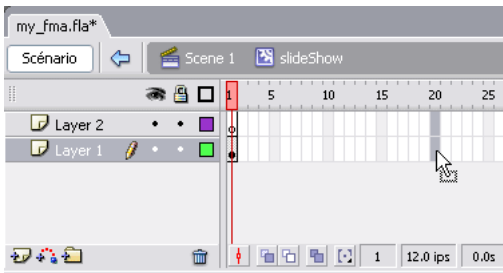 my_fma.fla*
Scénario Scene 1 slideShow
1 5 10 15 20 25
Layer 2
Layer 1
1 12.0 ips 0.0s